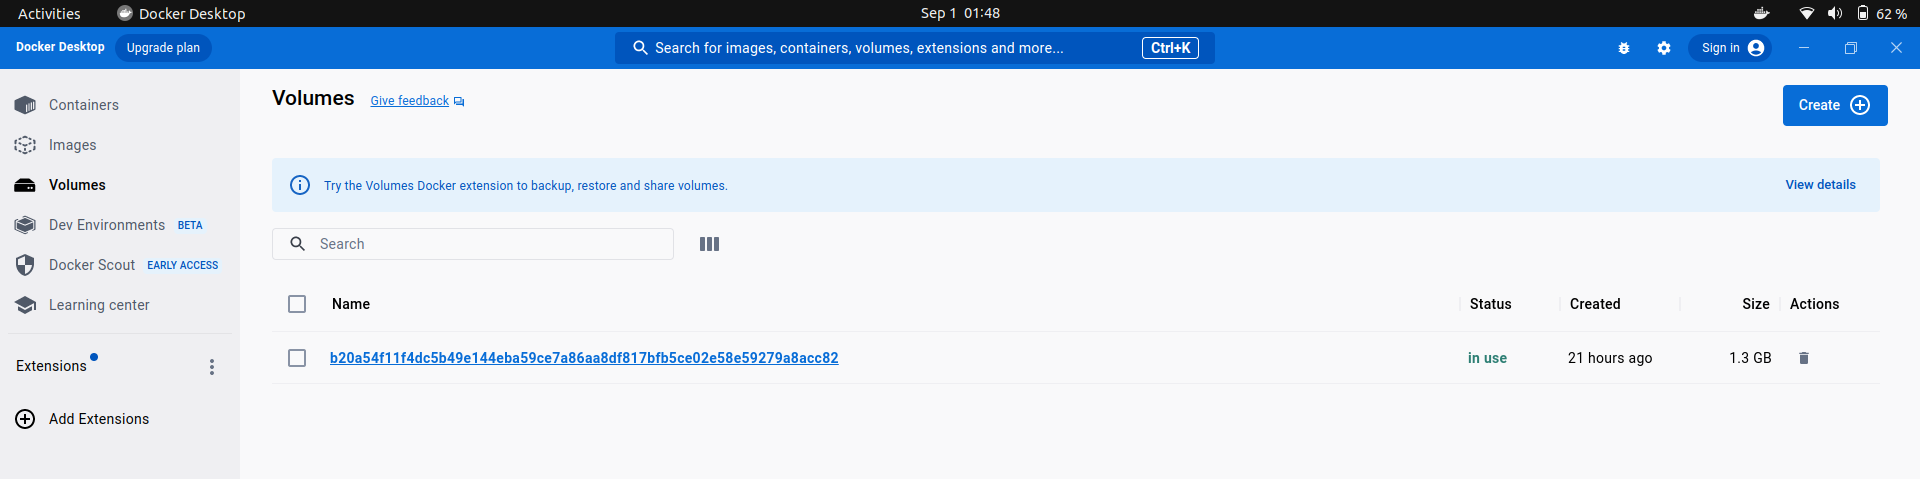 Activities Docker Desktop Sep 1 01:48 62 %
Docker Desktop Upgrade plan Search for images, containers, volumes, extensions and more... Ctrl+K Sign in
Containers
Images
Volumes
Dev Environments BETA
Docker Scout EARLY ACCESS
Learning center
Extensions
Add Extensions
Volumes Give feedback
Create
Try the Volumes Docker extension to backup, restore and share volumes. View details
Search
Name Status Created Size Actions
b20a54f11f4dc5b49e144eba59ce7a86aa8df817bfb5ce02e58e59279a8acc82 in use 21 hours ago 1.3 GB